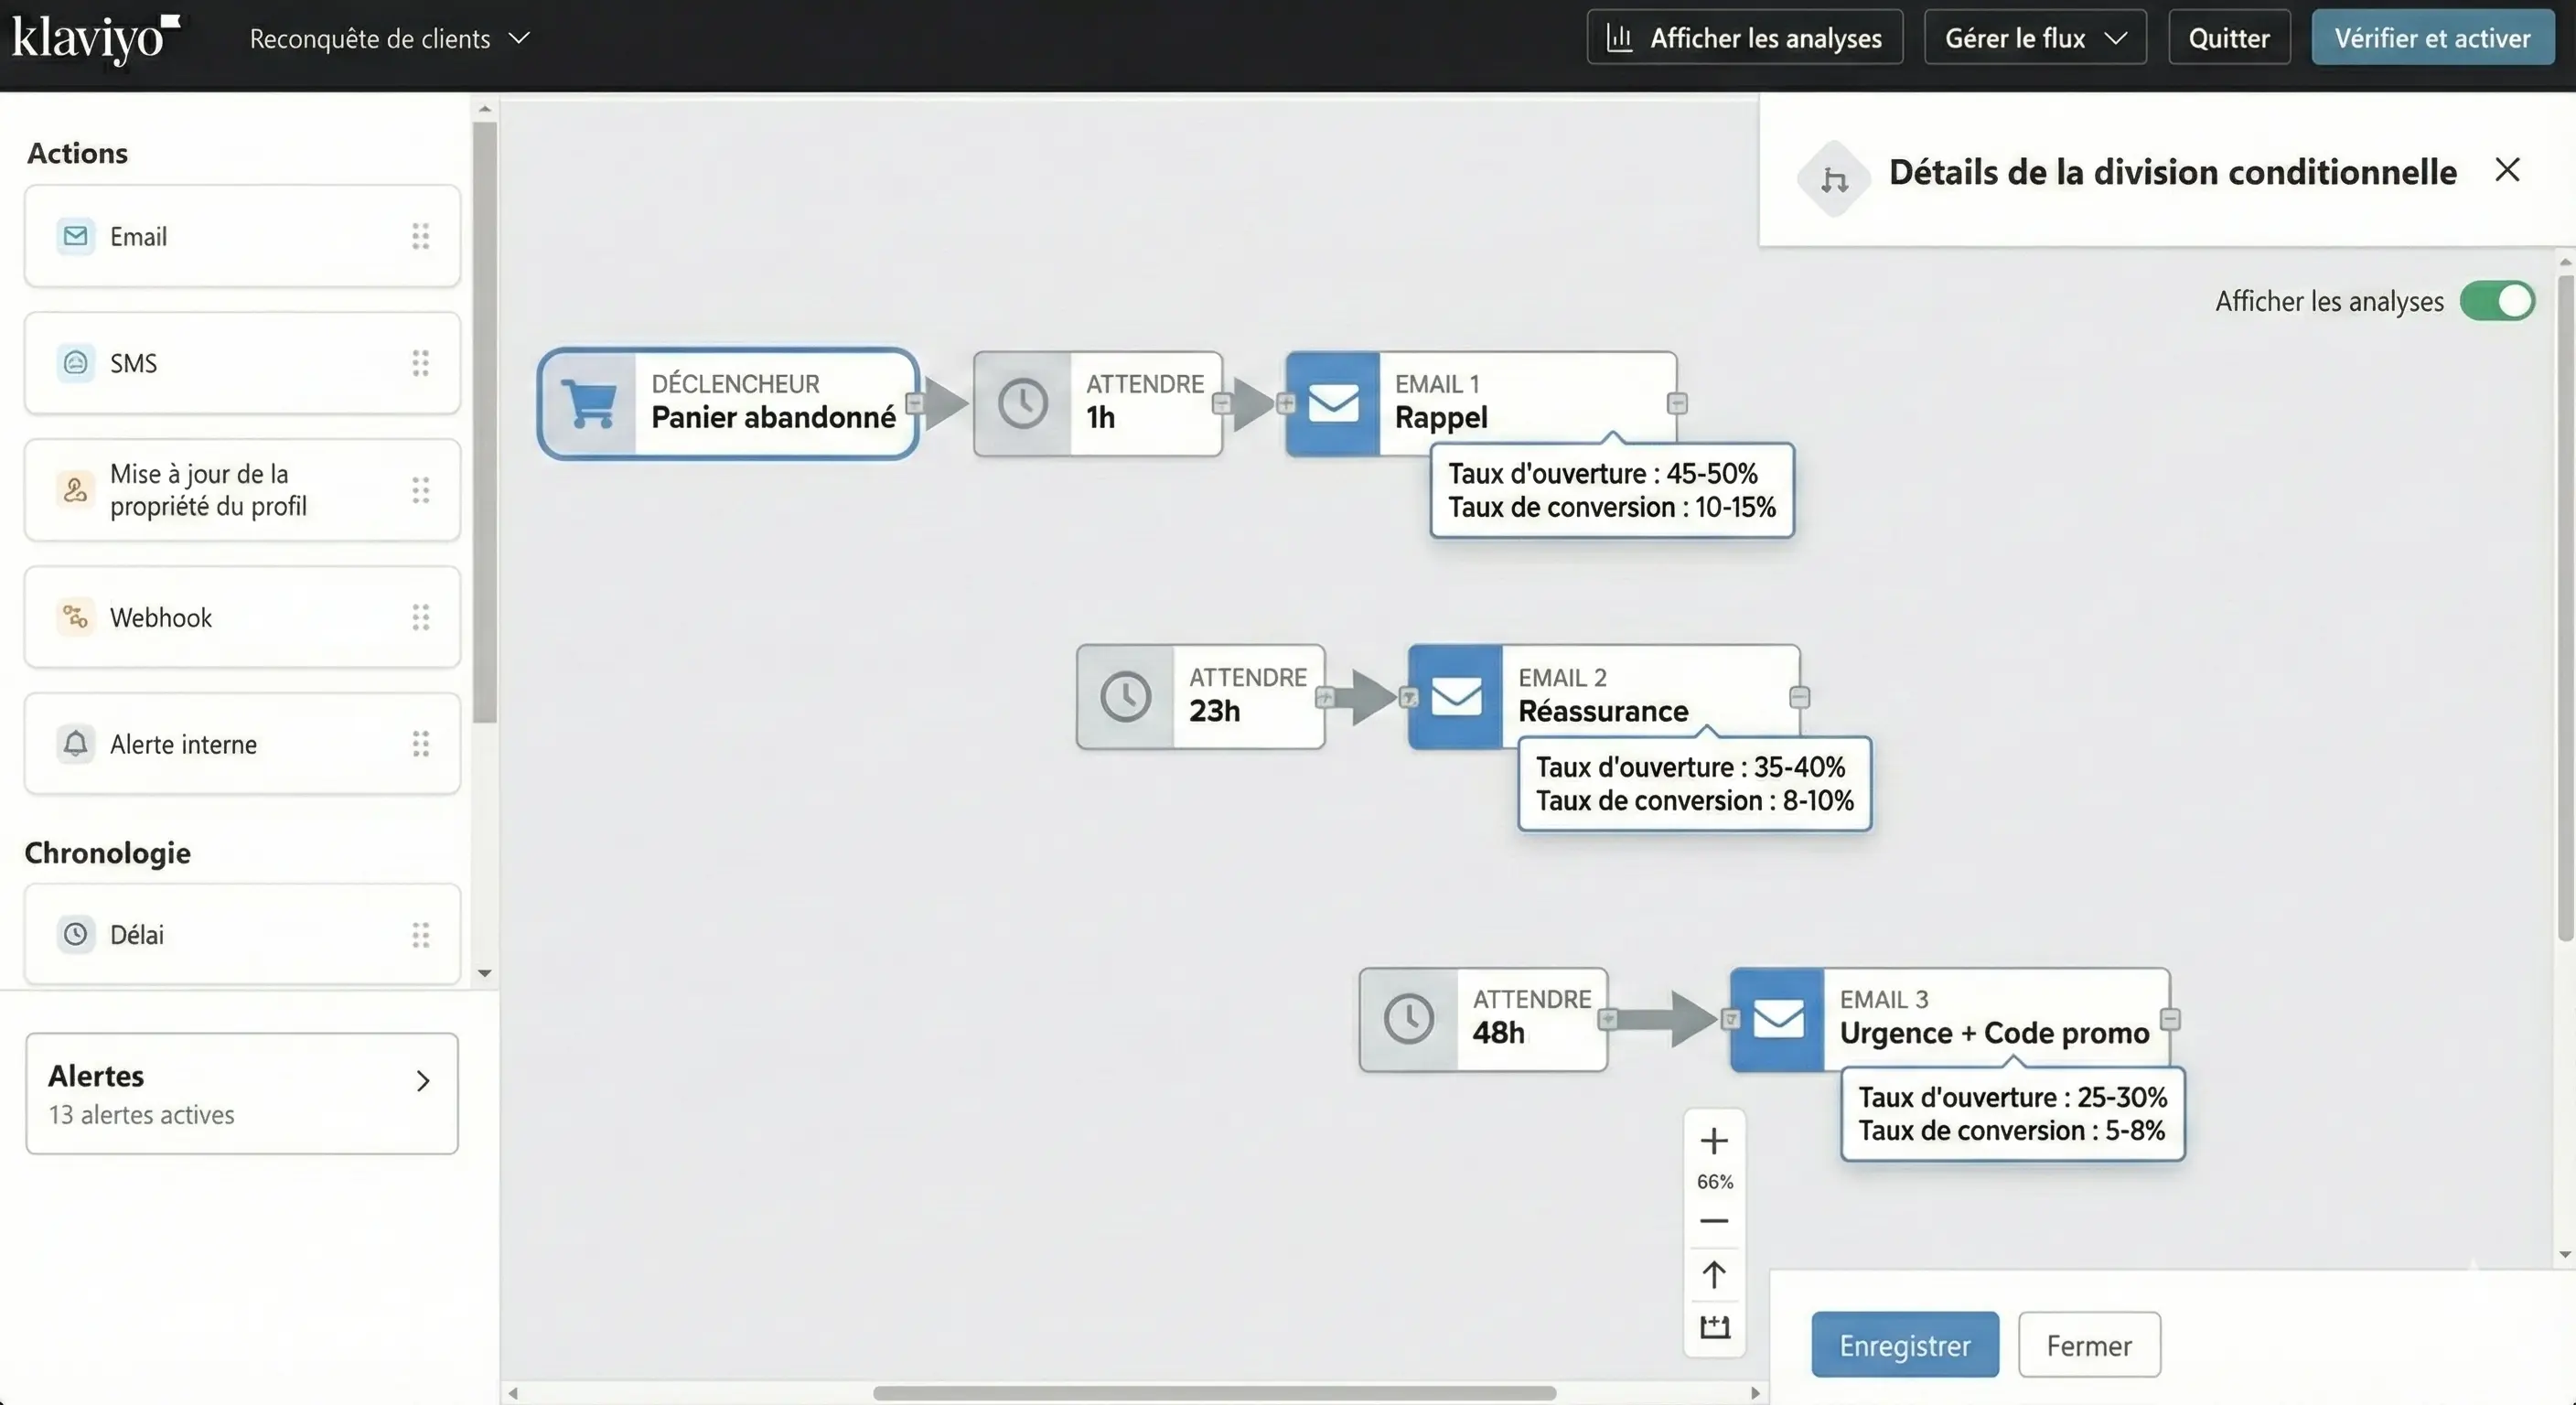 klaviyo
Reconquête de clients
Afficher les analyses
Gérer le flux
Quitter
Vérifier et activer
Actions
Email
SMS
Mise à jour de la
propriété du profil
Webhook
Alerte interne
Chronologie
Délai
Alertes
13 alertes actives
Détails de la division conditionnelle
Afficher les analyses
DÉCLENCHEUR
Panier abandonné
ATTENDRE
1h
EMAIL 1
Rappel
Taux d'ouverture : 45-50%
Taux de conversion : 10-15%
ATTENDRE
23h
EMAIL 2
Réassurance
Taux d'ouverture : 35-40%
Taux de conversion : 8-10%
ATTENDRE
48h
EMAIL 3
Urgence + Code promo
Taux d'ouverture : 25-30%
Taux de conversion : 5-8%
66%
Enregistrer
Fermer